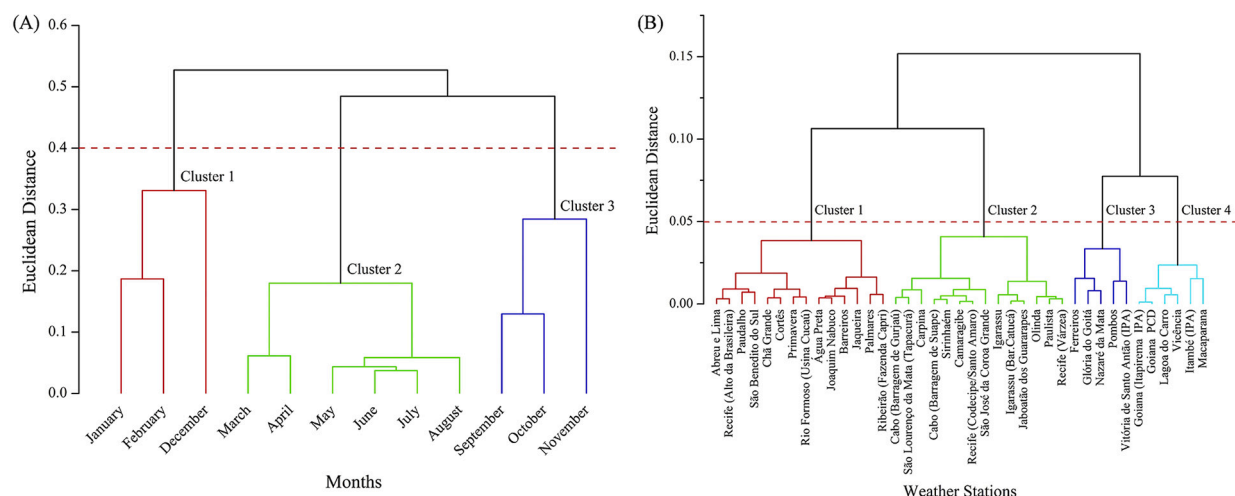 (A)
0.6
0.5
0.4
0.3
0.2
0.1
0.0
Euclidean Distance
Cluster 1
Cluster 2
Cluster 3
January
February
December
March
April
May
June
July
August
September
October
November
Months
(B)
0.15
0.10
0.05
0.00
Euclidean Distance
Cluster 1
Cluster 2
Cluster 3
Cluster 4
Abreu e Lima
Recife (Alto da Brasileira)
Paudalho
São Benedito do Sul
Chã Grande
Cortês
Primavera
Rio Formoso (Usina Cucaú)
Água Preta
Joaquim Nabuco
Barreiros
Jaqueira
Palmares
Ribeirão (Fazenda Capri)
Cabo (Barragem de Gurjaú)
São Lourenço da Mata (Tapacurá)
Carpina
Cabo (Barragem de Suape)
Sirinhaém
Camaragibe
Recife (Codecipe/Santo Amaro)
São José da Coroa Grande
Igarassu
Igarassu (Bar.Catucá)
Jaboatão dos Guararapes
Olinda
Paulista
Recife (Várzea)
Ferreiros
Glória do Goitá
Nazaré da Mata
Pombos
Vitória de Santo Antão (IPA)
Goiana (Itapirema IPA)
Goiana PCD
Lagoa do Carro
Vicência
Itambé (IPA)
Macaparana
Weather Stations